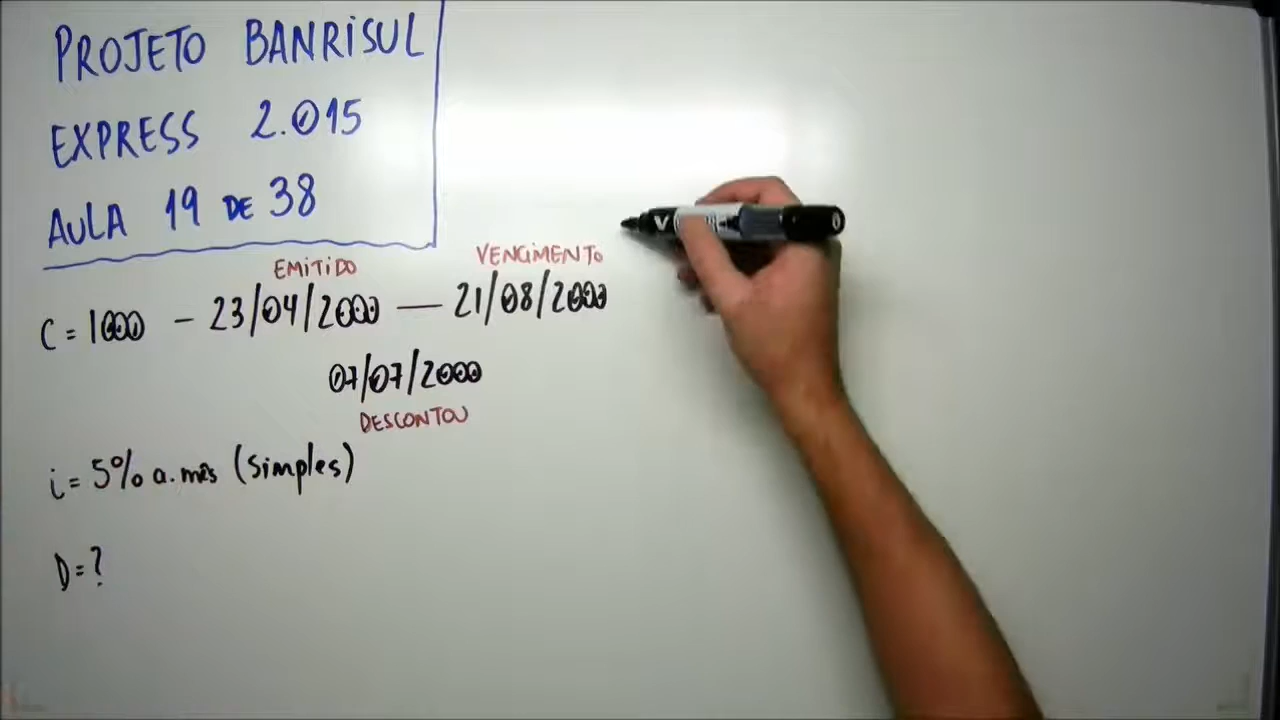 PROJETO BANRISUL
EXPRESS 2.015
AULA 19 DE 38
EMITIDO VENCIMENTO
C = 1000 - 23/04/2000 — 21/08/2000
07/07/2000
DESCONTOU
i = 5% a. mês (simples)
D = ?
V